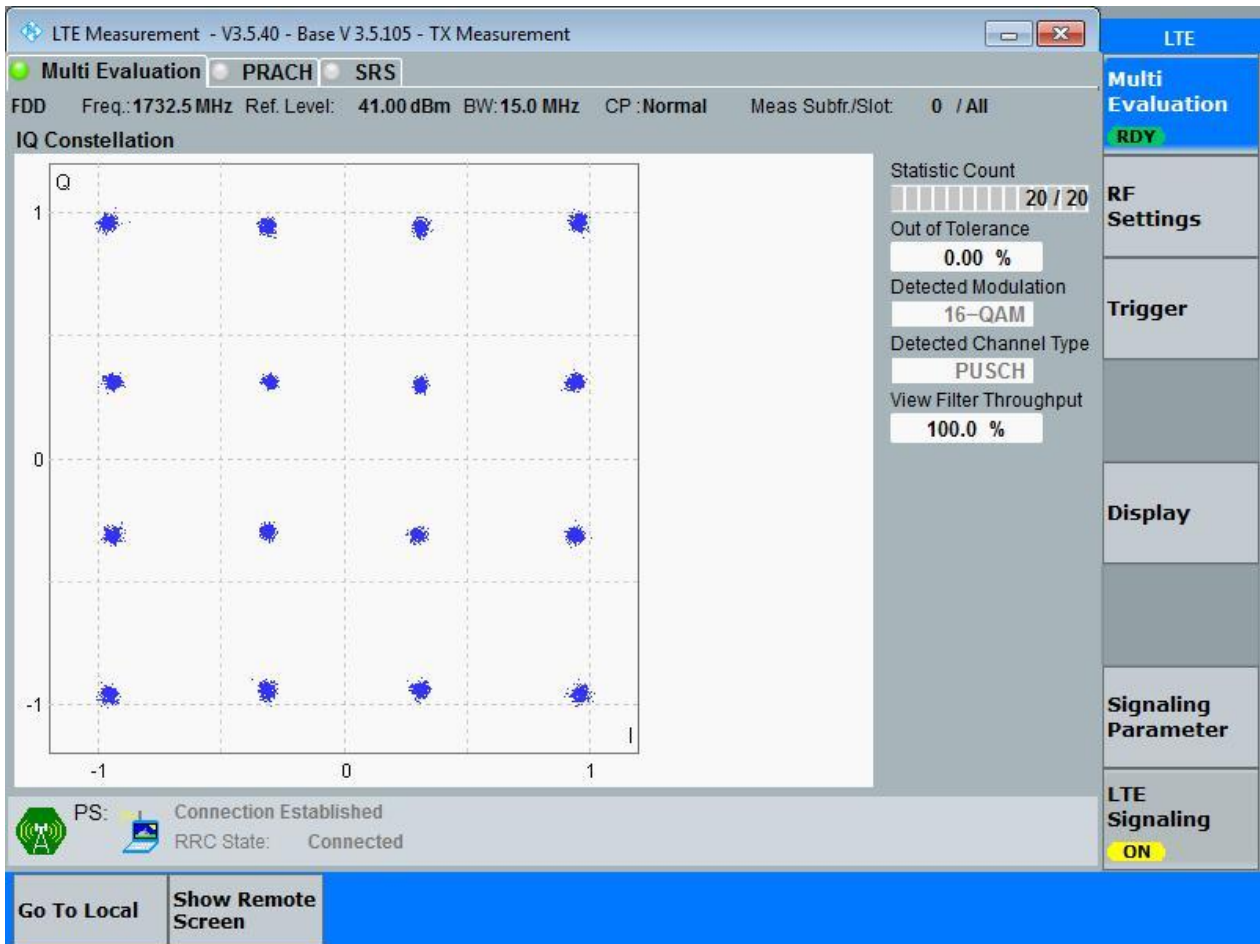 LTE Measurement - V3.5.40 - Base V 3.5.105 - TX Measurement
LTE
Multi Evaluation PRACH SRS
FDD Freq.:1732.5 MHz Ref. Level: 41.00 dBm BW:15.0 MHz CP :Normal Meas Subfr./Slot: 0 / All
IQ Constellation
Q
1
0
-1
I
-1 0 1
Statistic Count
20 / 20
Out of Tolerance
0.00 %
Detected Modulation
16-QAM
Detected Channel Type
PUSCH
View Filter Throughput
100.0 %
PS: Connection Established
RRC State: Connected
Multi
Evaluation
RDY
RF
Settings
Trigger
Display
Signaling
Parameter
LTE
Signaling
ON
Go To Local
Show Remote
Screen